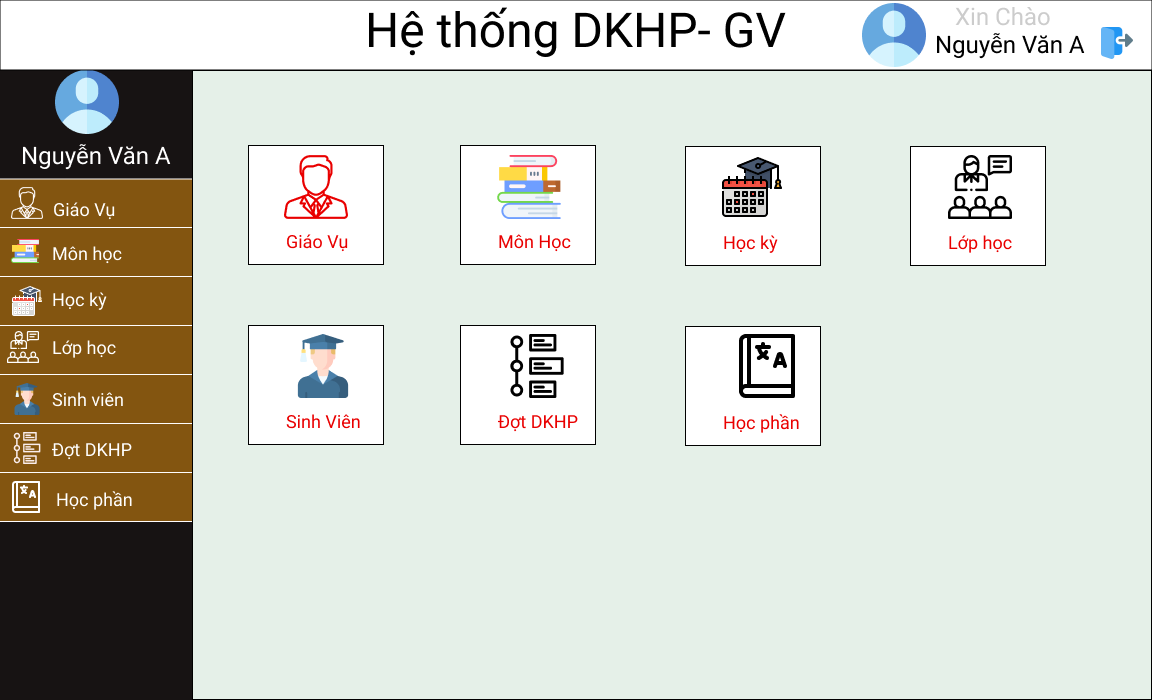 Hệ thống DKHP- GV
Xin Chào
Nguyễn Văn A
Nguyễn Văn A
Giáo Vụ
Môn học
Học kỳ
Lớp học
Sinh viên
Đợt DKHP
Học phần
Giáo Vụ
Môn Học
Học kỳ
Lớp học
Sinh Viên
Đợt DKHP
Học phần